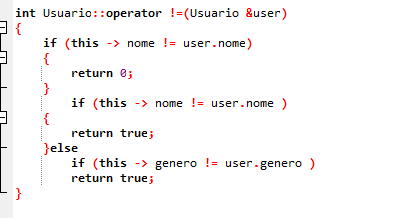 int Usuario::operator !=(Usuario &user)
{
if (this -> nome != user.nome)
{
return 0;
}
if (this -> nome != user.nome )
{
return true;
}else
if (this -> genero != user.genero )
return true;
}